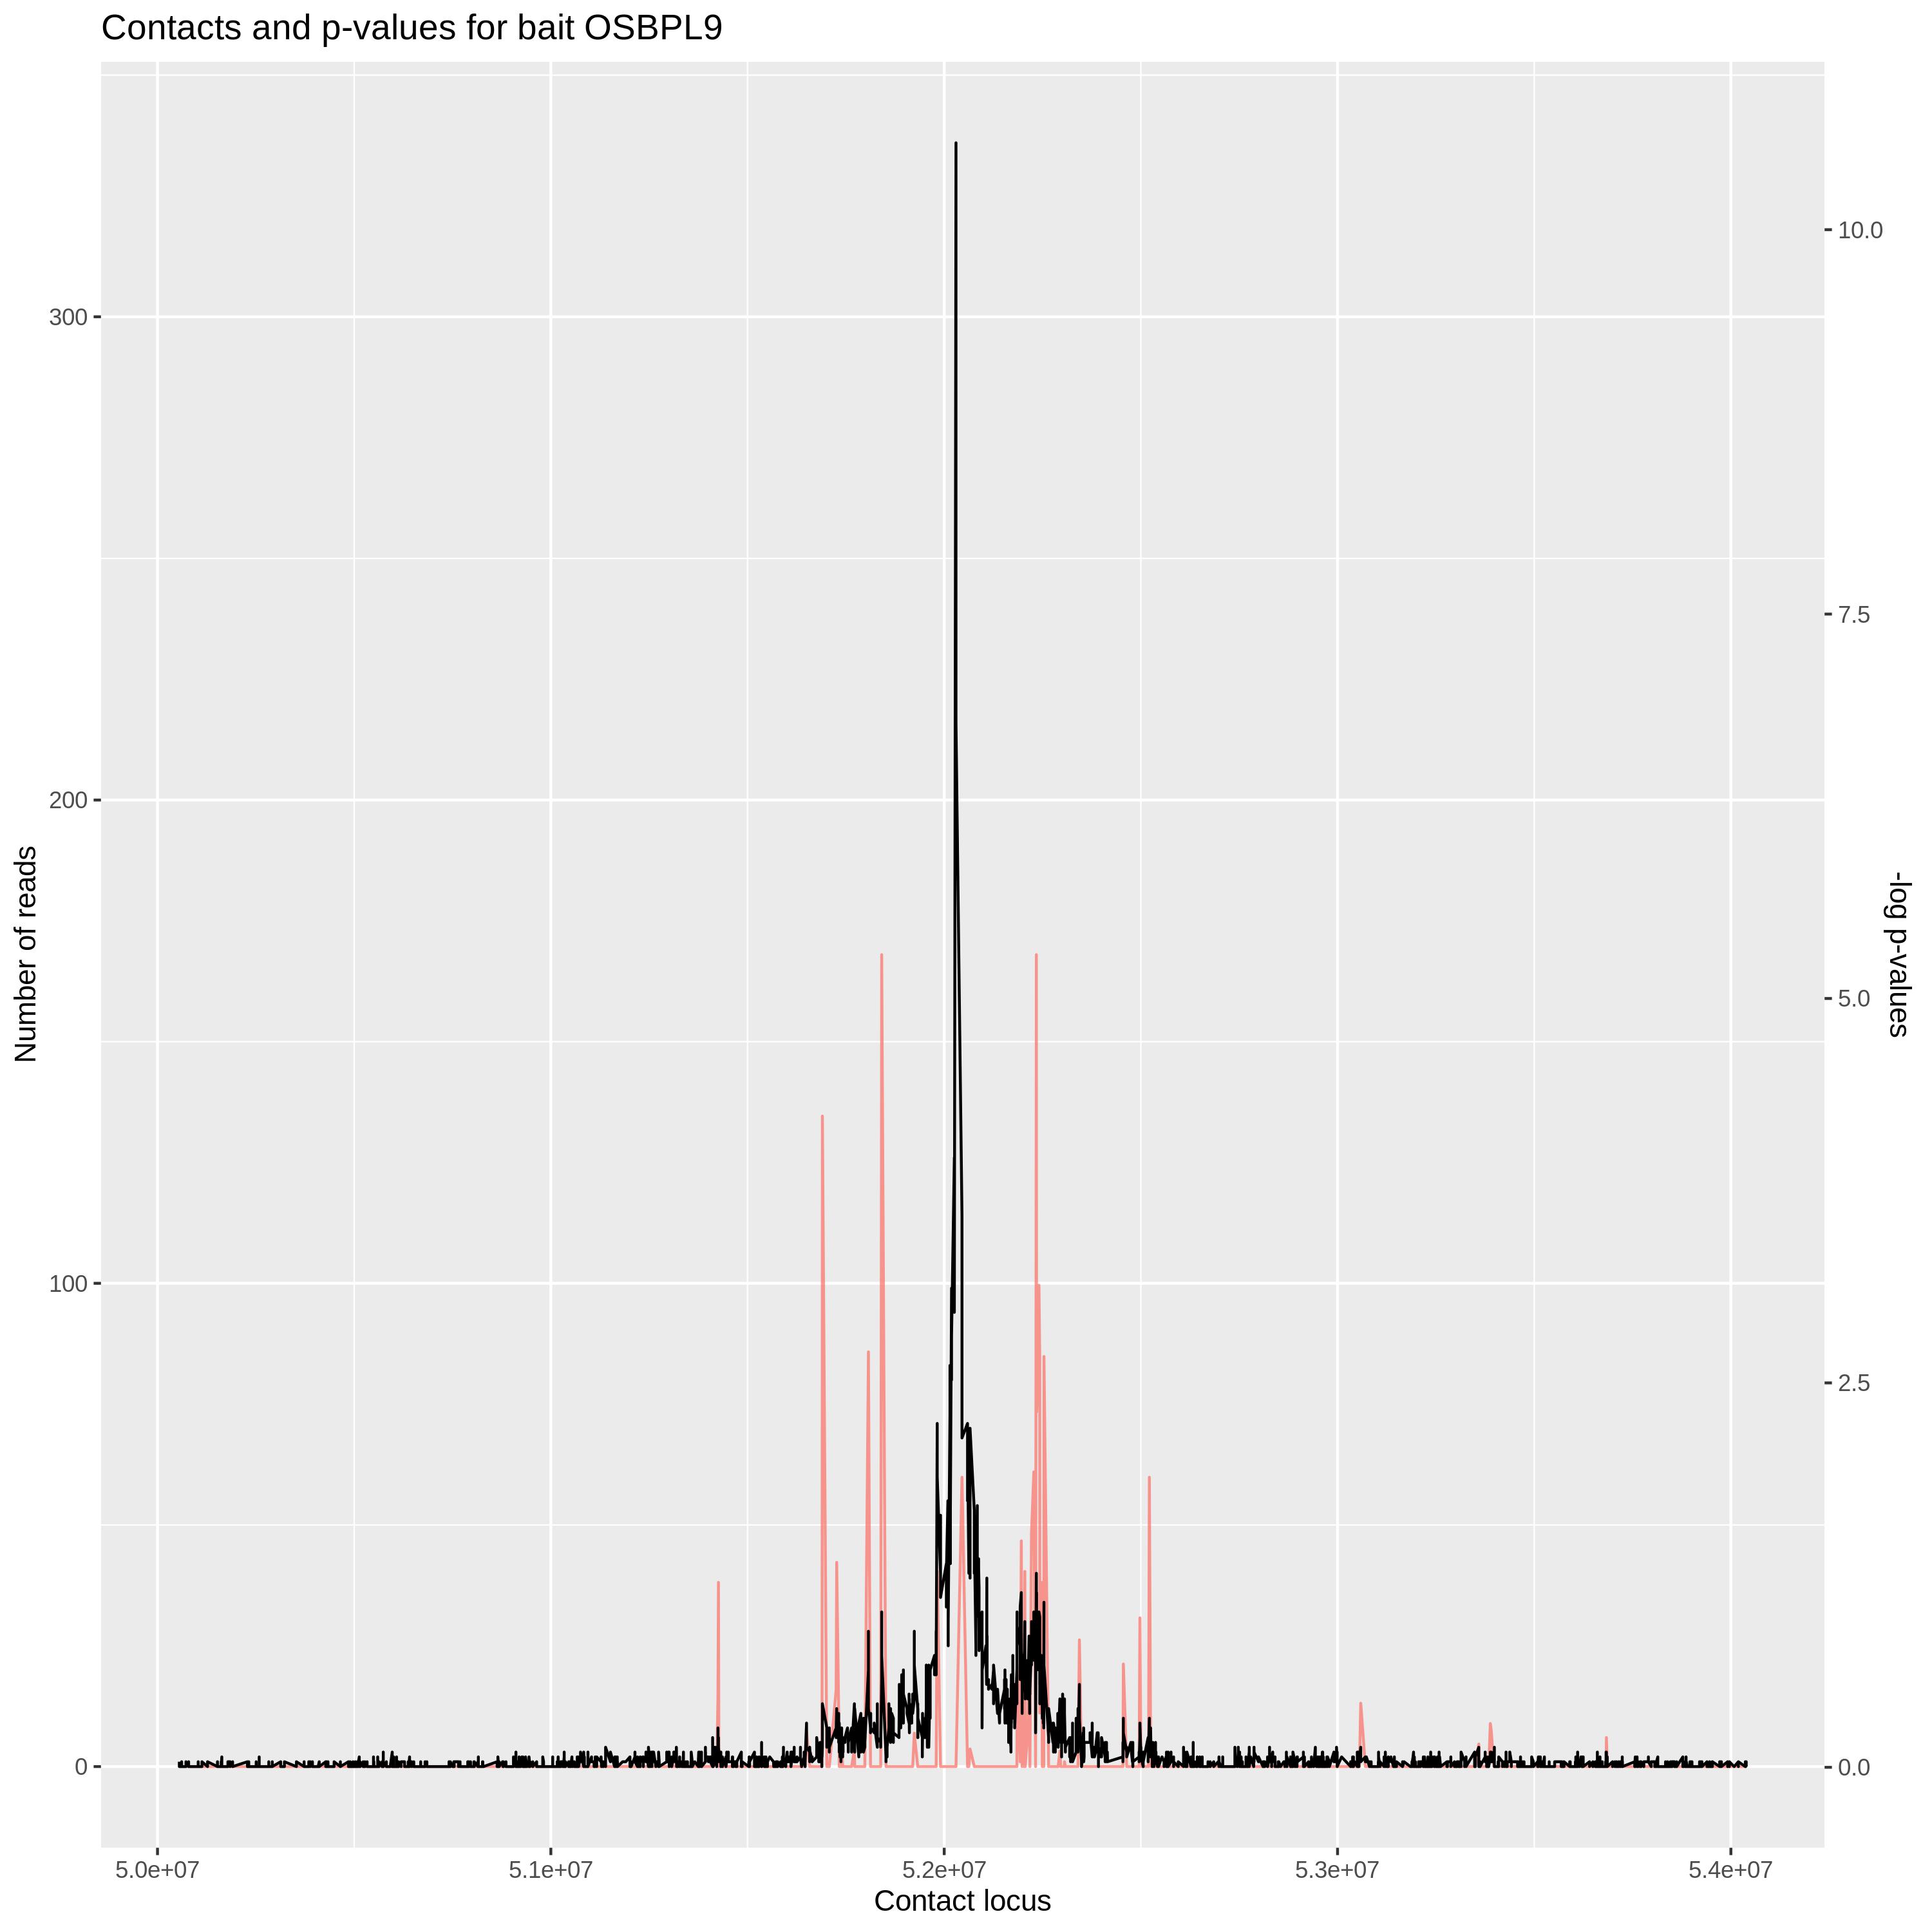 Contacts and p-values for bait OSBPL9
Number of reads
300
200
100
0
10.0
7.5
5.0
2.5
0.0
-log p-values
5.0e+07
5.1e+07
5.2e+07
5.3e+07
5.4e+07
Contact locus